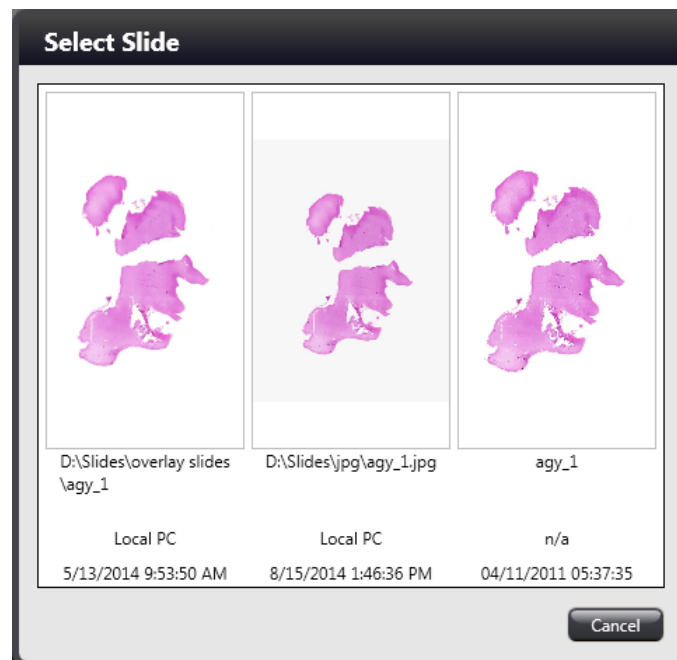 Select Slide
D:\Slides\overlay slides
\agy_1
D:\Slides\jpg\agy_1.jpg
agy_1
Local PC
Local PC
n/a
5/13/2014 9:53:50 AM
8/15/2014 1:46:36 PM
04/11/2011 05:37:35
Cancel